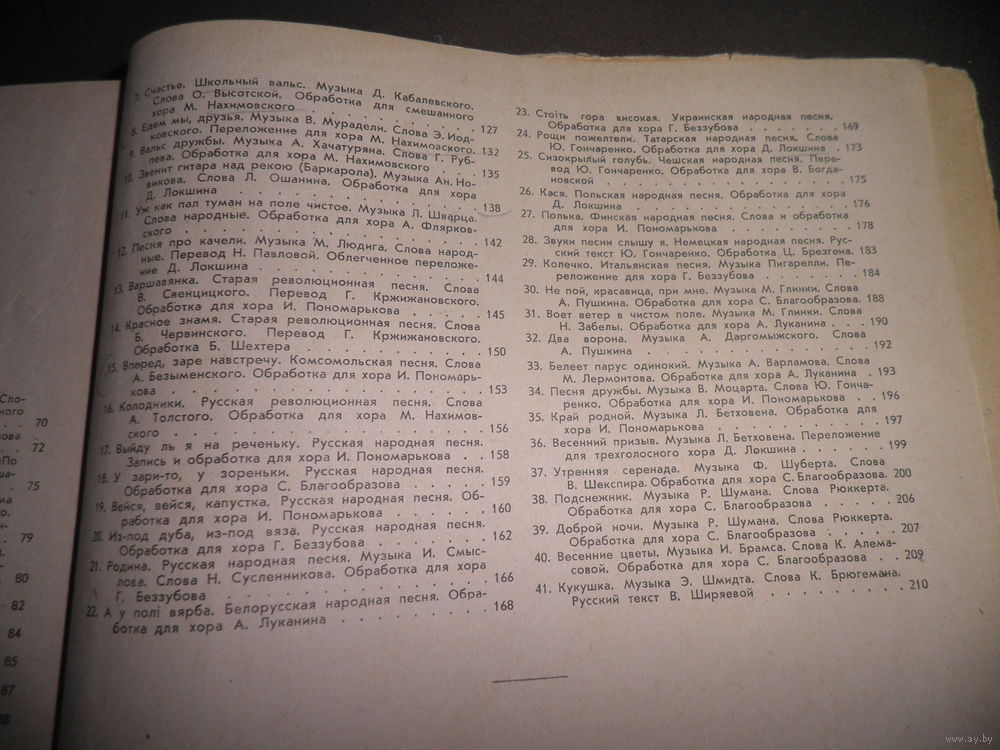 Сло-
ного
70
лова
72
«По
ша-
75
ма
о.
н-
79
80
82
84
85
87
88
7. Счастье. Школьный вальс. Музыка Д. Кабалевского.
Слова О. Высотской. Обработка для смешанного
хора М. Нахимовского . . . . . . . . . . 127
8. Едем мы, друзья. Музыка В. Мурадели. Слова Э. Иод-
ковского. Переложение для хора М. Нахимовского. 132
9. Вальс дружбы. Музыка А. Хачатуряна. Слова Г. Руб-
лева. Обработка для хора М. Нахимовского . . . . 135
10. Звенит гитара над рекою (Баркарола). Музыка Ан. Но-
викова. Слова Л. Ошанина. Обработка для хора
Д. Локшина . . . . . . . . . . . . 138
11. Уж как пал туман на поле чистое. Музыка Л. Шварца.
Слова народные. Обработка для хора А. Флярков-
ского . . . . . . . . . . . . . . 142
12. Песня про качели. Музыка М. Людига. Слова народ-
ные. Перевод Н. Павловой. Облегченное переложе-
ние Д. Локшина . . . . . . . . . . . 144
13. Варшавянка. Старая революционная песня. Слова
В. Свенцицкого. Перевод Г. Кржижановского.
Обработка для хора И. Пономарькова . . . . . 145
14. Красное знамя. Старая революционная песня. Слова
Б. Червинского. Перевод Г. Кржижановского.
Обработка Б. Шехтера . . . . . . . . . 150
15. Вперед, заре навстречу. Комсомольская песня. Слова
А. Безыменского. Обработка для хора И. Пономарь-
кова . . . . . . . . . . . . . . 153
16. Колодники. Русская революционная песня. Слова
А. Толстого. Обработка для хора М. Нахимов-
ского . . . . . . . . . . . . . . 156
17. Выйду ль я на реченьку. Русская народная песня.
Запись и обработка для хора И. Пономарькова . . 158
18. У зари-то, у зореньки. Русская народная песня.
Обработка для хора С. Благообразова . . . . . 159
19. Вейся, вейся, капустка. Русская народная песня. Об-
работка для хора И. Пономарькова . . . . . . 160
20. Из-под дуба, из-под вяза. Русская народная песня.
Обработка для хора Г. Беззубова . . . . . . 162
21. Родина. Русская народная песня. Музыка И. Смыс-
лова. Слова Н. Сусленникова. Обработка для хора
Г. Беззубова . . . . . . . . . . . . 166
22. А у полі вярба. Белорусская народная песня. Обра-
ботка для хора А. Луканина . . . . . . . . 168
23. Стоїть гора високая. Украинская народная песня.
Обработка для хора Г. Беззубова . . . . . . . 169
24. Рощи пожелтели. Татарская народная песня. Слова
Ю. Гончаренко. Обработка для хора Д. Локшина . 173
25. Сизокрылый голубь. Чешская народная песня. Пере-
вод Ю. Гончаренко. Обработка для хора В. Богда-
новской . . . . . . . . . . . . . 175
26. Кася. Польская народная песня. Обработка для хора
Д. Локшина . . . . . . . . . . . . 176
27. Полька. Финская народная песня. Слова и обработка
для хора И. Пономарькова . . . . . . . . 178
28. Звуки песни слышу я. Немецкая народная песня. Рус-
ский текст Ю. Гончаренко. Обработка Ц. Брезгена. 183
29. Колечко. Итальянская песня. Музыка Пигарелли. Пе-
реложение для хора Г. Беззубова . . . . . . 184
30. Не пой, красавица, при мне. Музыка М. Глинки. Слова
А. Пушкина. Обработка для хора С. Благообразова. 188
31. Воет ветер в чистом поле. Музыка М. Глинки. Слова
Н. Забелы. Обработка для хора А. Луканина . . . 190
32. Два ворона. Музыка А. Даргомыжского. Слова
А. Пушкина . . . . . . . . . . . . 192
33. Белеет парус одинокий. Музыка А. Варламова. Слова
М. Лермонтова. Обработка для хора А. Луканина . 193
34. Песня дружбы. Музыка В. Моцарта. Слова Ю. Гонча-
ренко. Обработка для хора И. Пономарькова . . 196
35. Край родной. Музыка Л. Бетховена. Обработка для
хора И. Пономарькова . . . . . . . . . 197
36. Весенний призыв. Музыка Л. Бетховена. Переложение
для трехголосного хора Д. Локшина . . . . . 199
37. Утренняя серенада. Музыка Ф. Шуберта. Слова
В. Шекспира. Обработка для хора С. Благообразова. 200
38. Подснежник. Музыка Р. Шумана. Слова Рюккерта.
Обработка для хора С. Благообразова . . . . . 206
39. Доброй ночи. Музыка Р. Шумана. Слова Рюккерта.
Обработка для хора С. Благообразова . . . . . 207
40. Весенние цветы. Музыка И. Брамса. Слова К. Алема-
совой. Обработка для хора С. Благообразова . . 209
41. Кукушка. Музыка Э. Шмидта. Слова К. Брюгемана.
Русский текст В. Ширяевой . . . . . . . . 210
www.ay.by